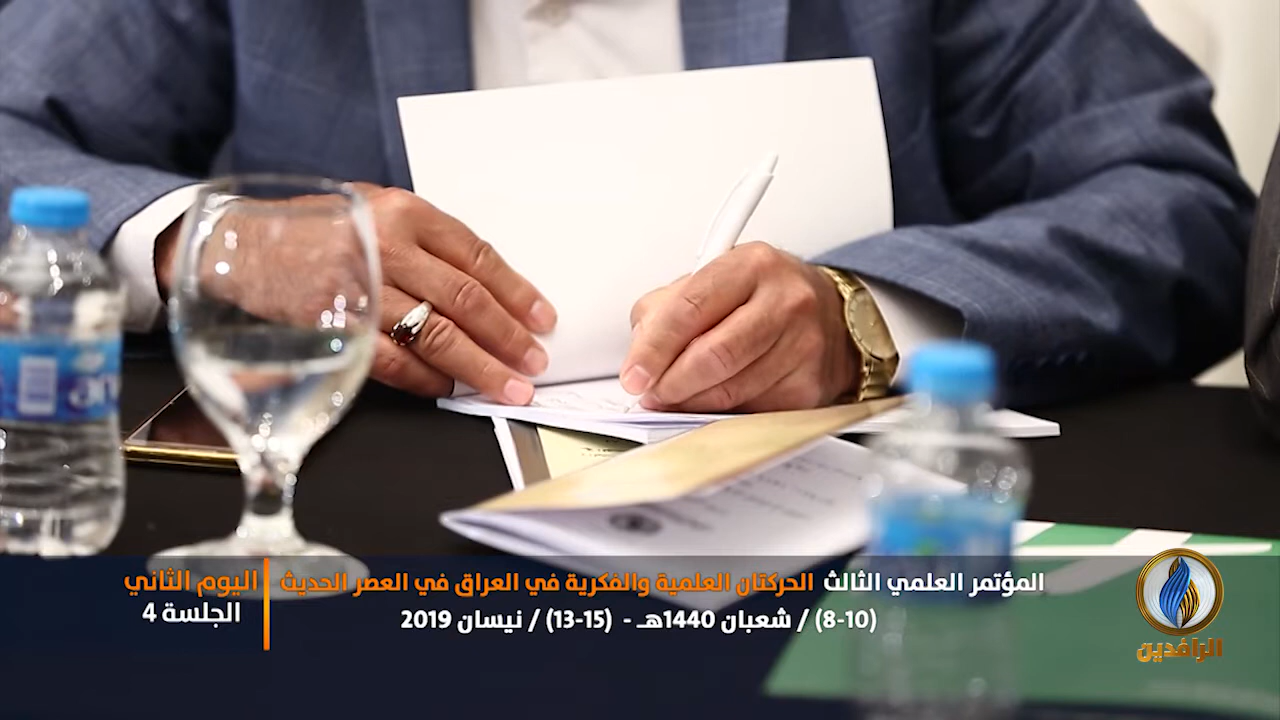 المؤتمر العلمي الثالث الحركتان العلمية والفكرية في العراق في العصر الحديث
(8-10) / شعبان 1440هـ - (13-15) / نيسان 2019
اليوم الثاني
الجلسة 4
الرافدين